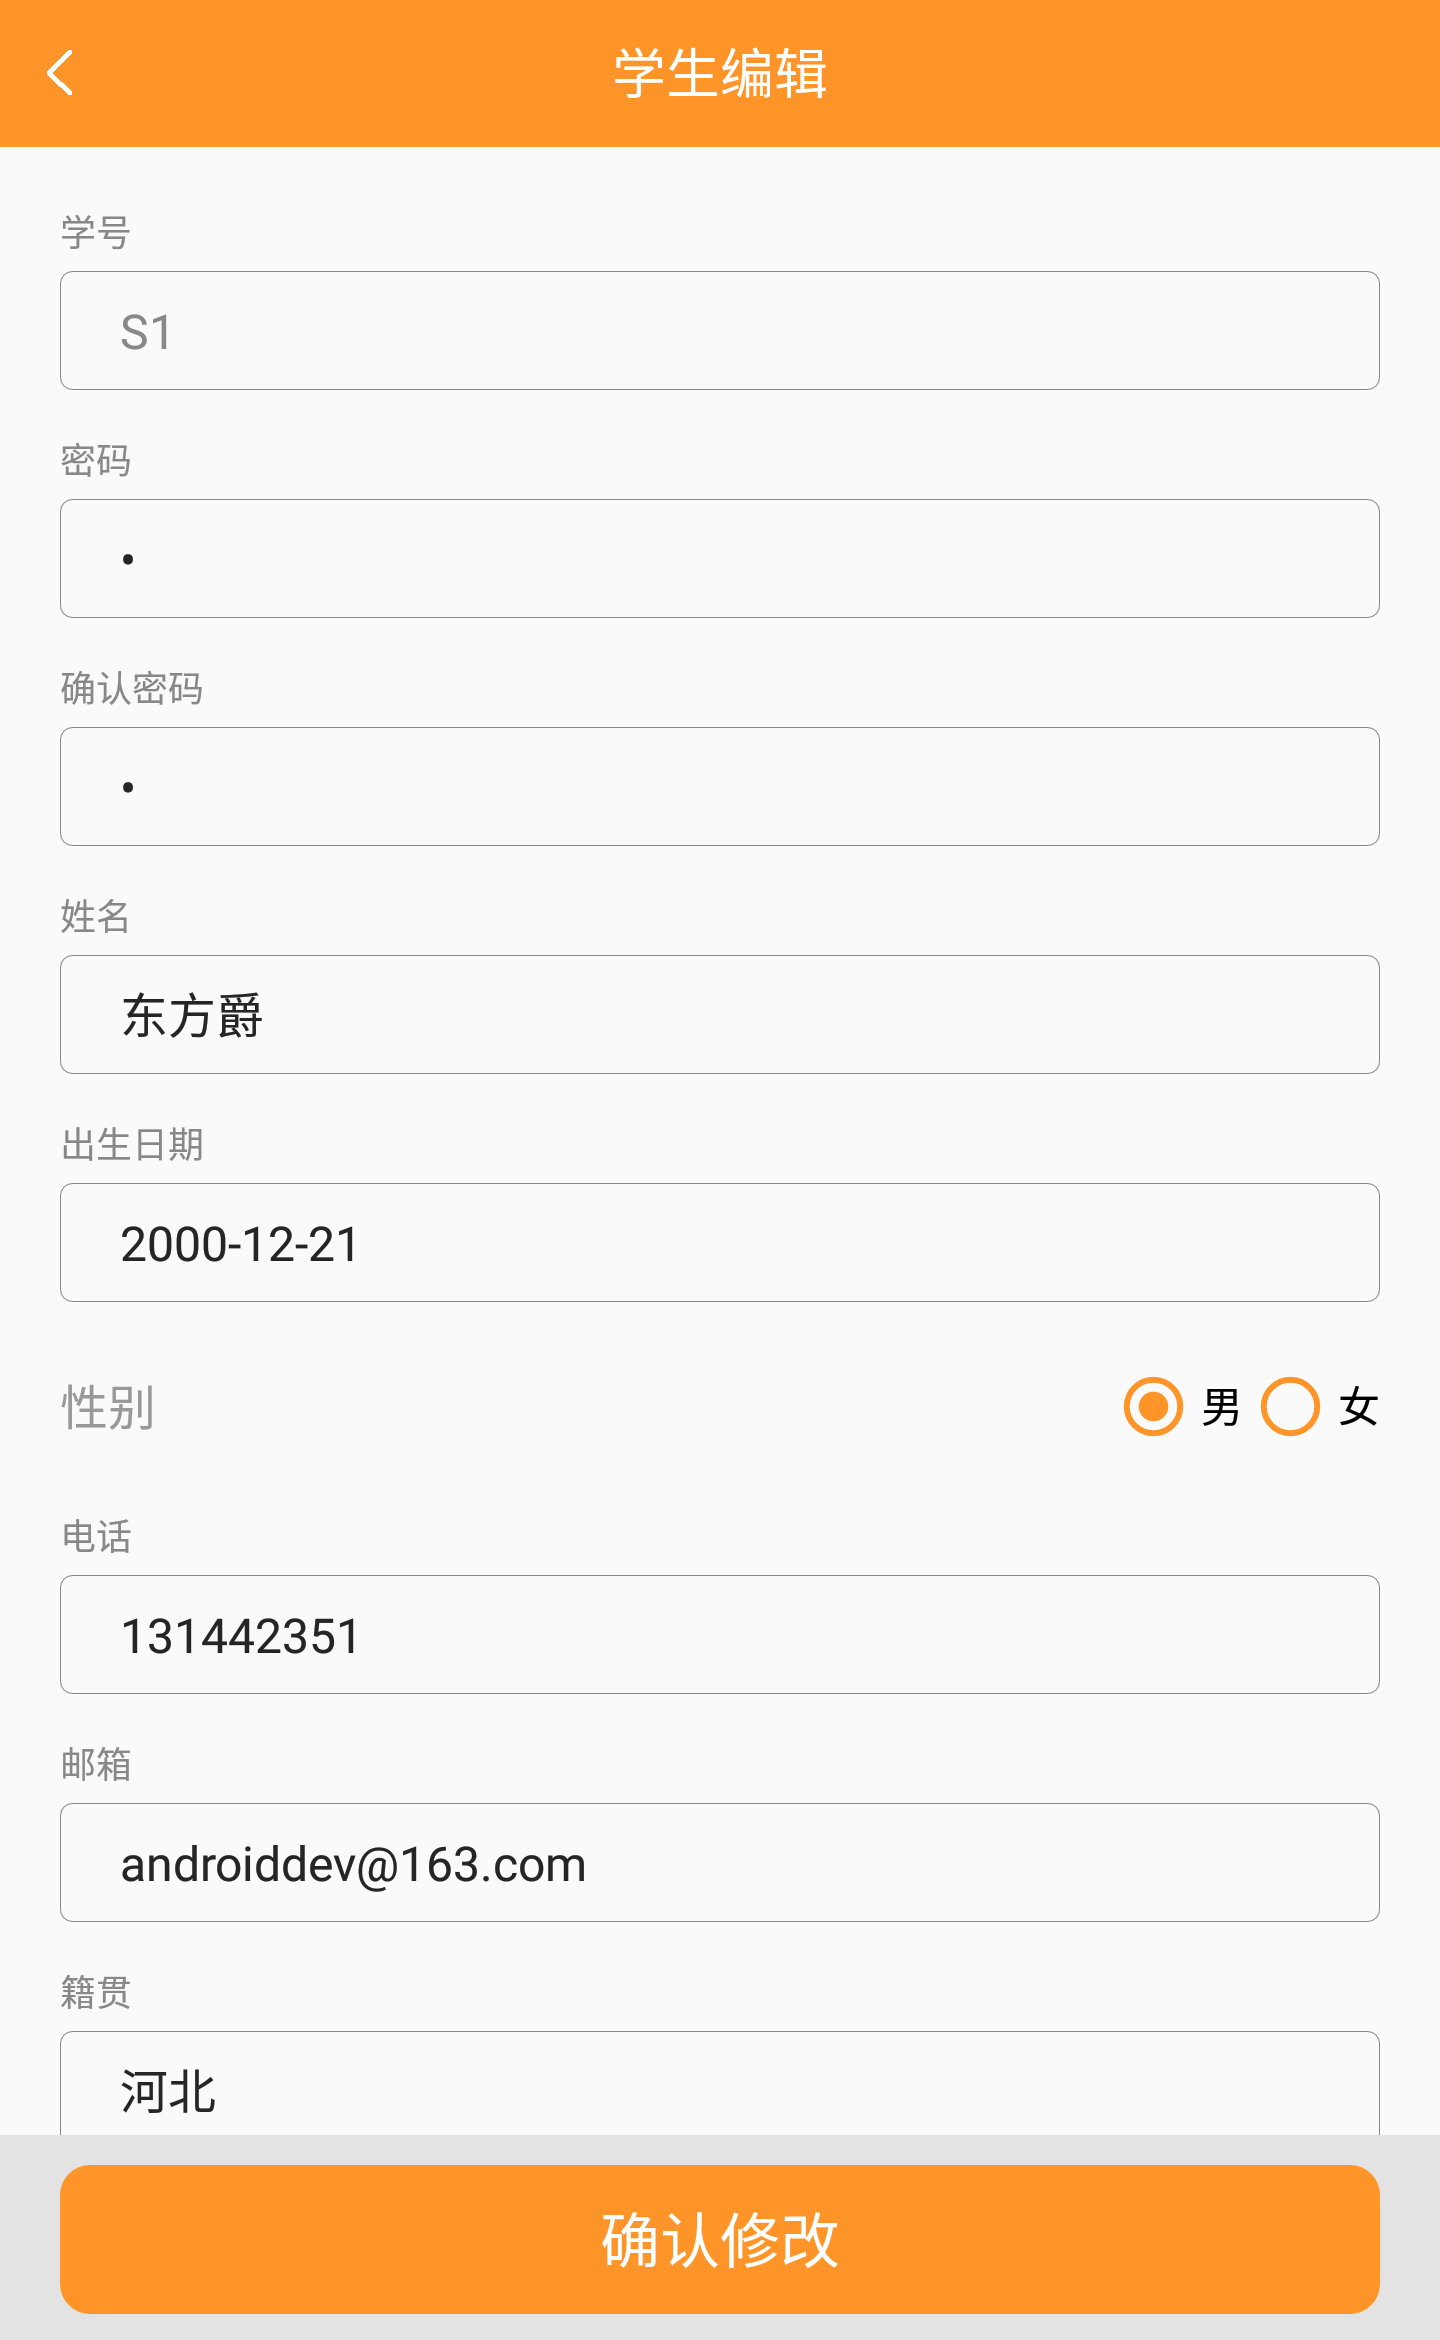 学生编辑
学号
S1
密码
•
确认密码
•
姓名
东方爵
出生日期
2000-12-21
性别 男 女
电话
131442351
邮箱
androiddev@163.com
籍贯
河北
确认修改